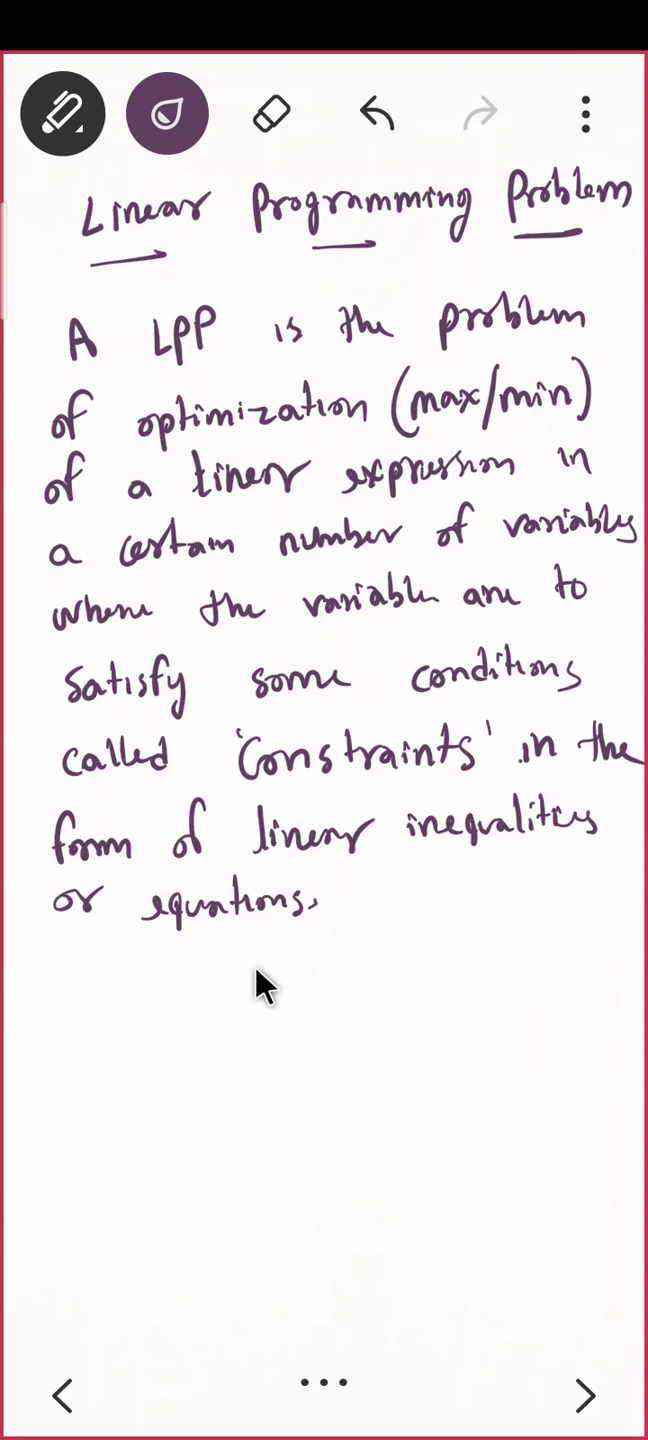 Linear Programming Problem
A LPP is the problem
of optimization (max/min)
of a linear expression in
a certain number of variables
where the variable are to
satisfy some conditions
called 'Constraints' in the
form of linear inequalities
or equations.